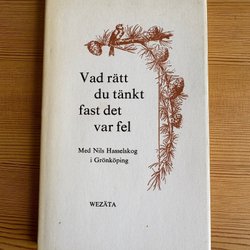 Vad rätt
du tänkt
fast det
var fel
Med Nils Hasselskog
i Grönköping
WEZÄTA